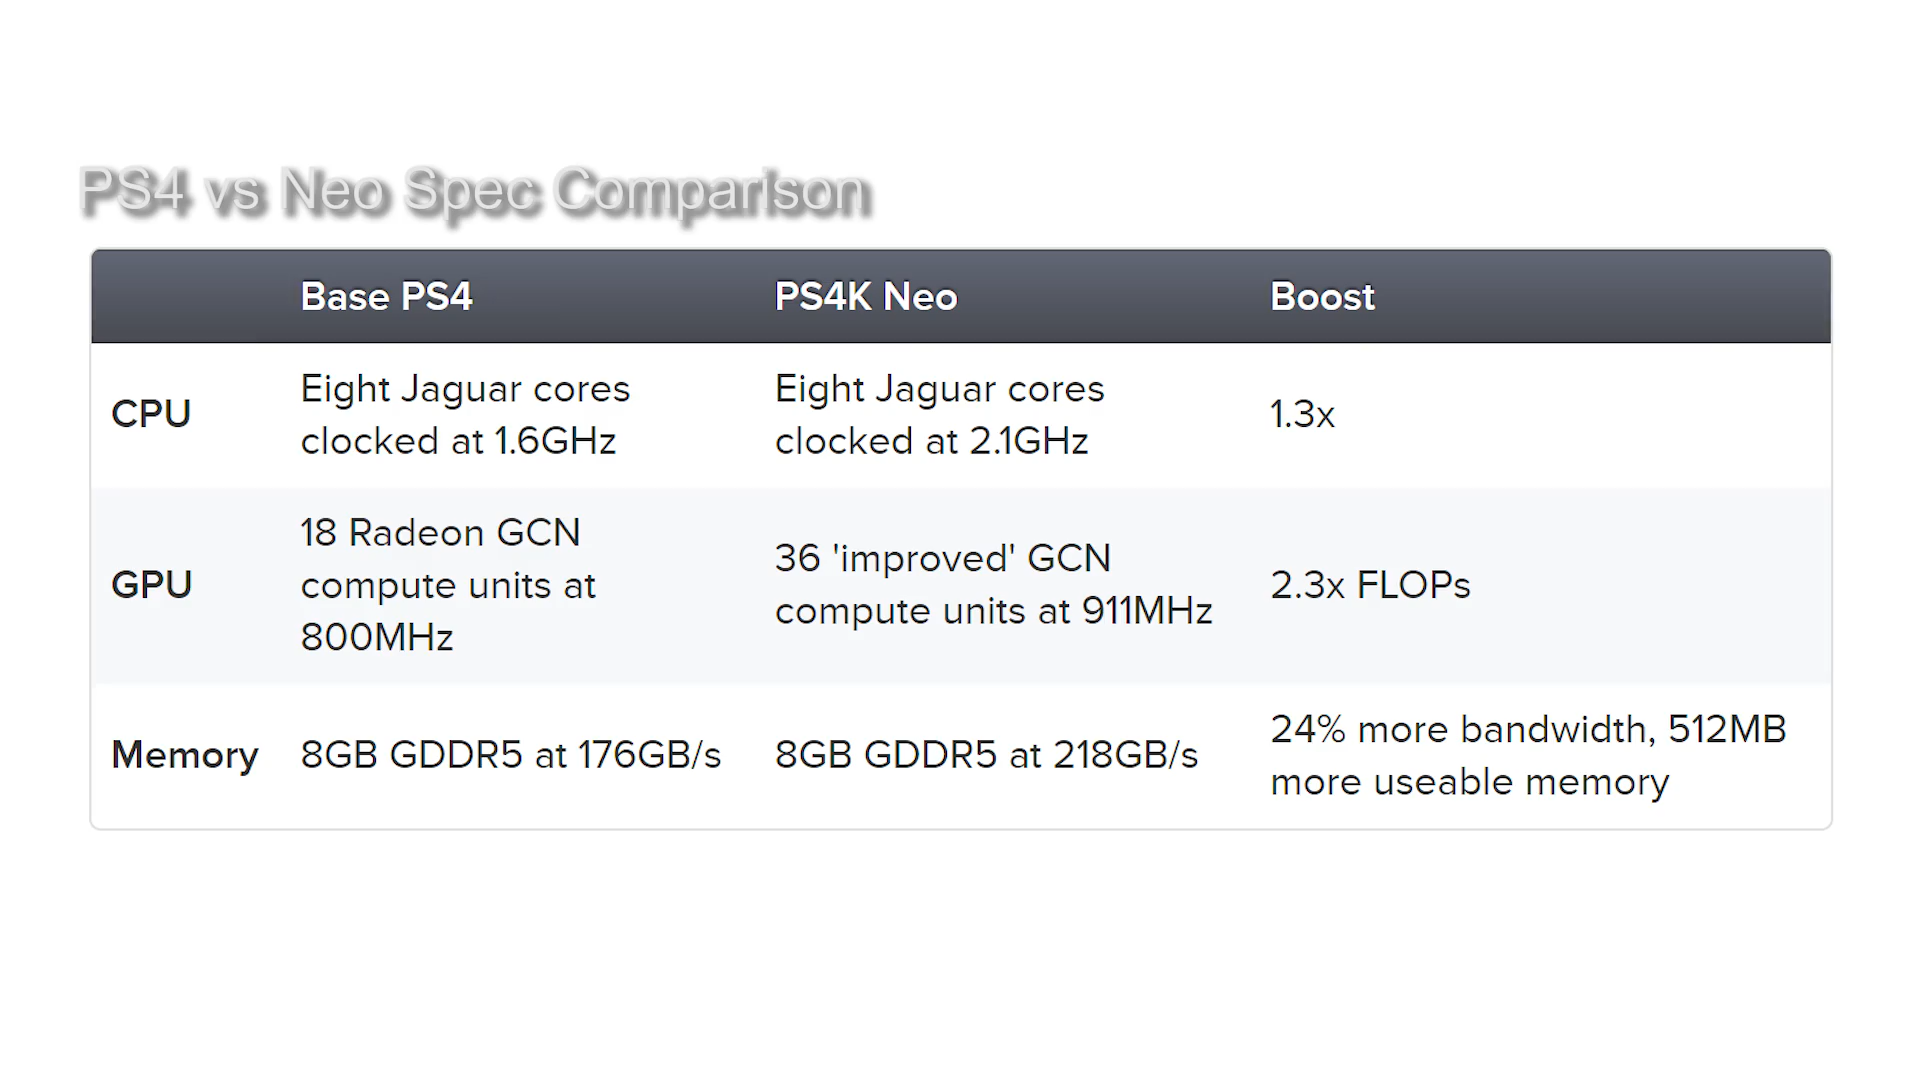 PS4 vs Neo Spec Comparison
Base PS4 PS4K Neo Boost
CPU
Eight Jaguar cores
clocked at 1.6GHz
Eight Jaguar cores
clocked at 2.1GHz
1.3x
GPU
18 Radeon GCN
compute units at
800MHz
36 'improved' GCN
compute units at 911MHz
2.3x FLOPs
Memory
8GB GDDR5 at 176GB/s
8GB GDDR5 at 218GB/s
24% more bandwidth, 512MB
more useable memory